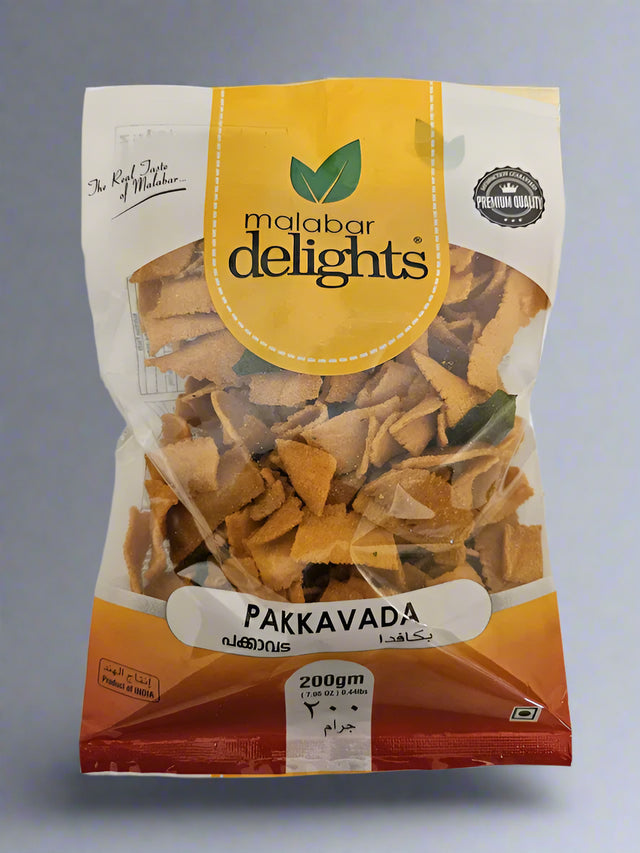 The Real Taste
of Malabar...
malabar
delights®
PREMIUM QUALITY
PAKKAVADA
പക്കാവട
بكافدا
إنتاج الهند
Product of INDIA
200gm
( 7.05 OZ ) 0.44lbs
٢٠٠
جرام